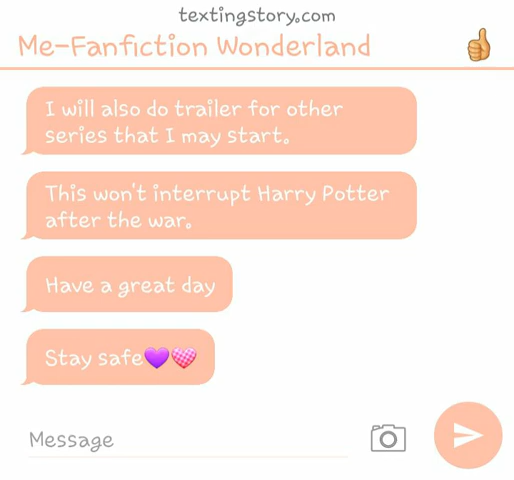 textingstory.com
Me-Fanfiction Wonderland
I will also do trailer for other
series that I may start.
This won't interrupt Harry Potter
after the war.
Have a great day
Stay safe💜💞
Message